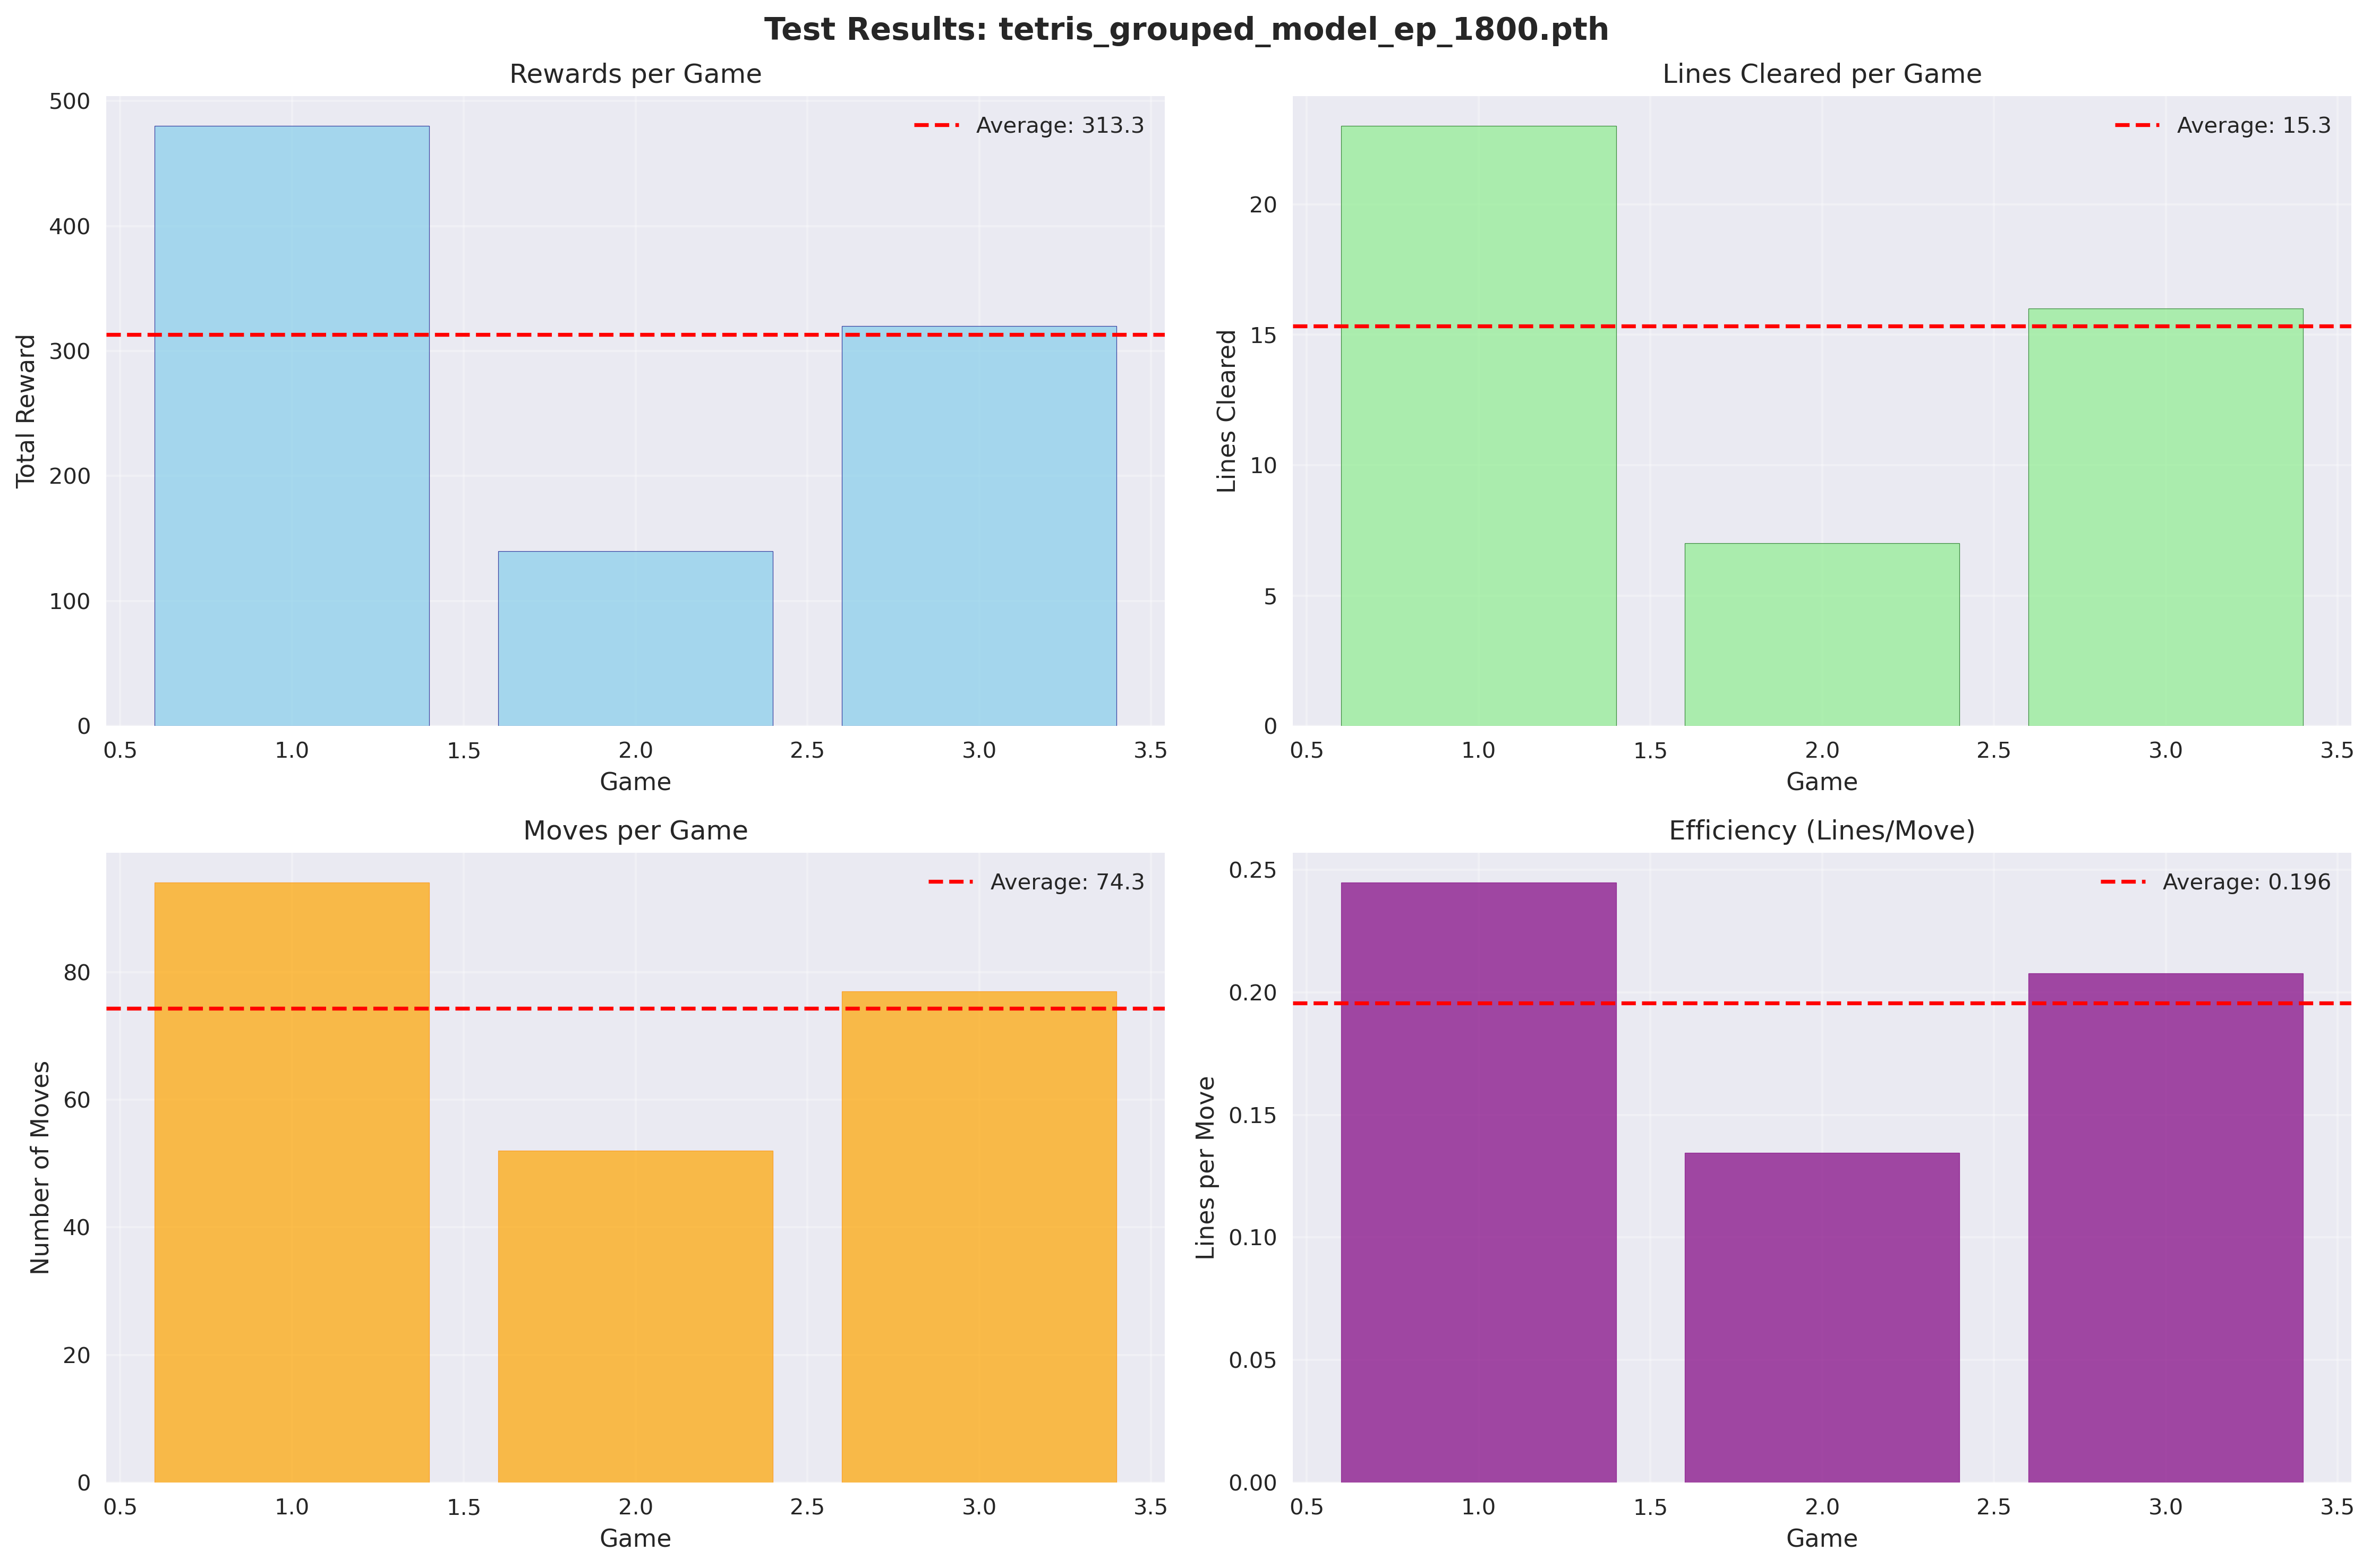 Test Results: tetris_grouped_model_ep_1800.pth
Rewards per Game
Average: 313.3
Total Reward
500
400
300
200
100
0
0.5 1.0 1.5 2.0 2.5 3.0 3.5
Game
Lines Cleared per Game
Average: 15.3
Lines Cleared
20
15
10
5
0
0.5 1.0 1.5 2.0 2.5 3.0 3.5
Game
Moves per Game
Average: 74.3
Number of Moves
80
60
40
20
0
0.5 1.0 1.5 2.0 2.5 3.0 3.5
Game
Efficiency (Lines/Move)
Average: 0.196
Lines per Move
0.25
0.20
0.15
0.10
0.05
0.00
0.5 1.0 1.5 2.0 2.5 3.0 3.5
Game